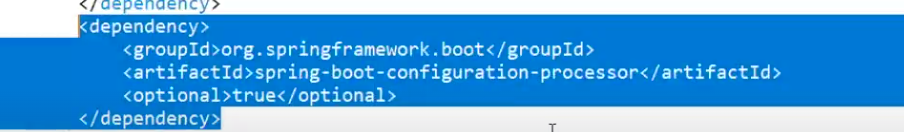 </dependency>
<dependency>
<groupId>org.springframework.boot</groupId>
<artifactId>spring-boot-configuration-processor</artifactId>
<optional>true</optional>
</dependency>